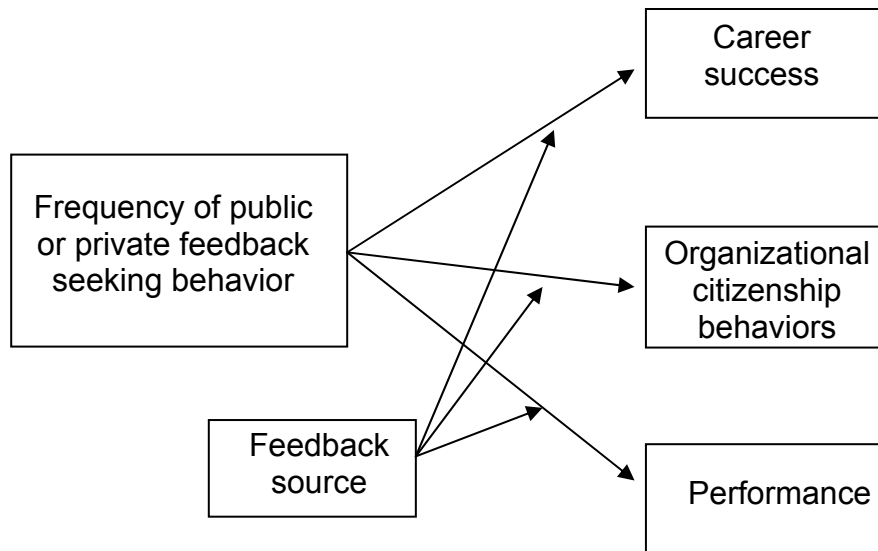 Career
success
Frequency of public
or private feedback
seeking behavior
Organizational
citizenship
behaviors
Feedback
source
Performance